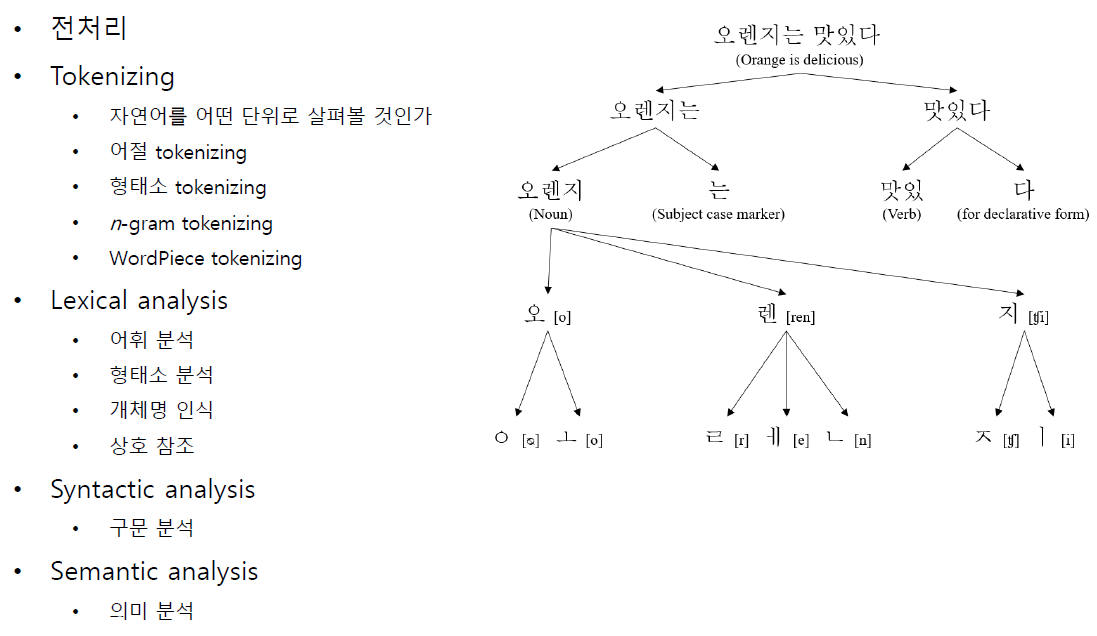 • 전처리
• Tokenizing
• 자연어를 어떤 단위로 살펴볼 것인가
• 어절 tokenizing
• 형태소 tokenizing
• n-gram tokenizing
• WordPiece tokenizing
• Lexical analysis
• 어휘 분석
• 형태소 분석
• 개체명 인식
• 상호 참조
• Syntactic analysis
• 구문 분석
• Semantic analysis
• 의미 분석
오렌지는 맛있다
(Orange is delicious)
오렌지는 맛있다
오렌지 는 맛있 다
(Noun) (Subject case marker) (Verb) (for declarative form)
오 [o] 렌 [ren] 지 [ʧi]
ㅇ ㅗ [o] ㄹ [r] ㅔ [e] ㄴ [n] ㅈ [ʧ] ㅣ [i]